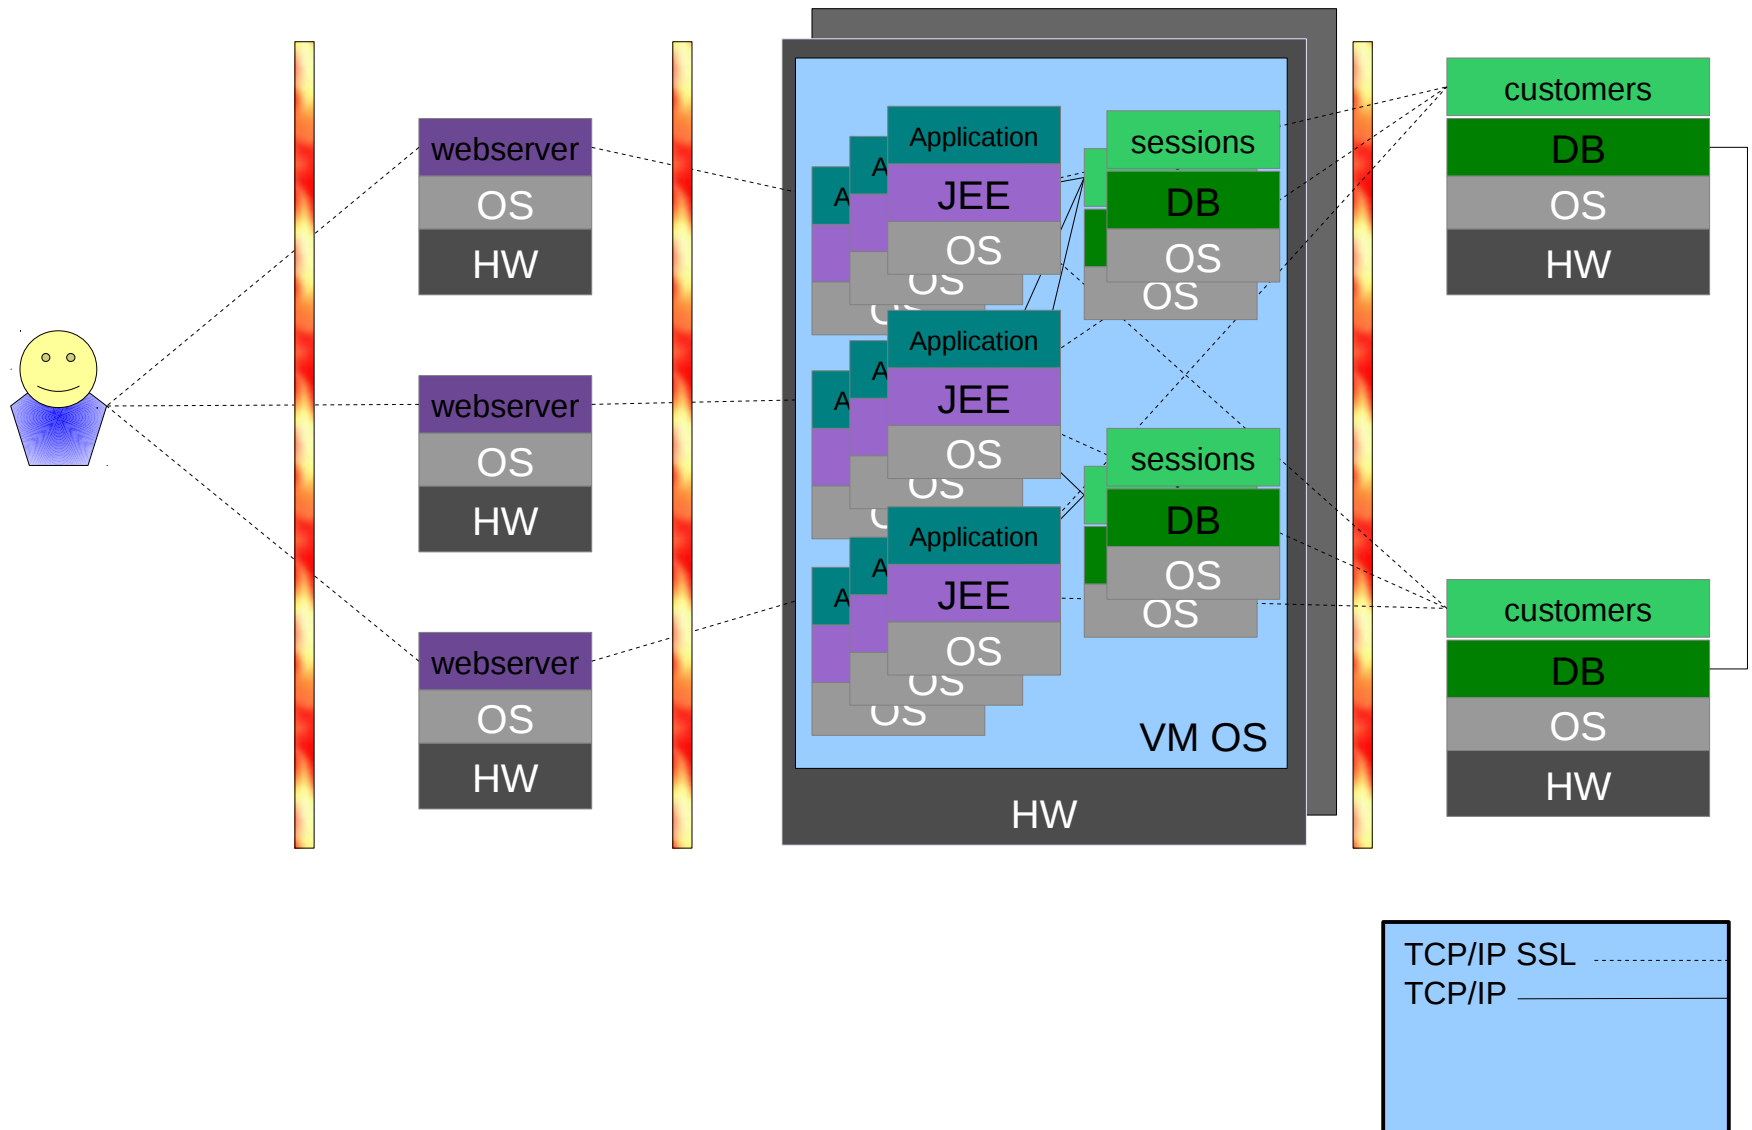 webserver
OS
HW
webserver
OS
HW
webserver
OS
HW
Application
JEE
OS
A
A
OS
O
Application
JEE
OS
A
A
OS
O
Application
JEE
OS
A
A
OS
OS
sessions
DB
OS
OS
sessions
DB
OS
OS
VM OS
HW
customers
DB
OS
HW
customers
DB
OS
HW
TCP/IP SSL
TCP/IP